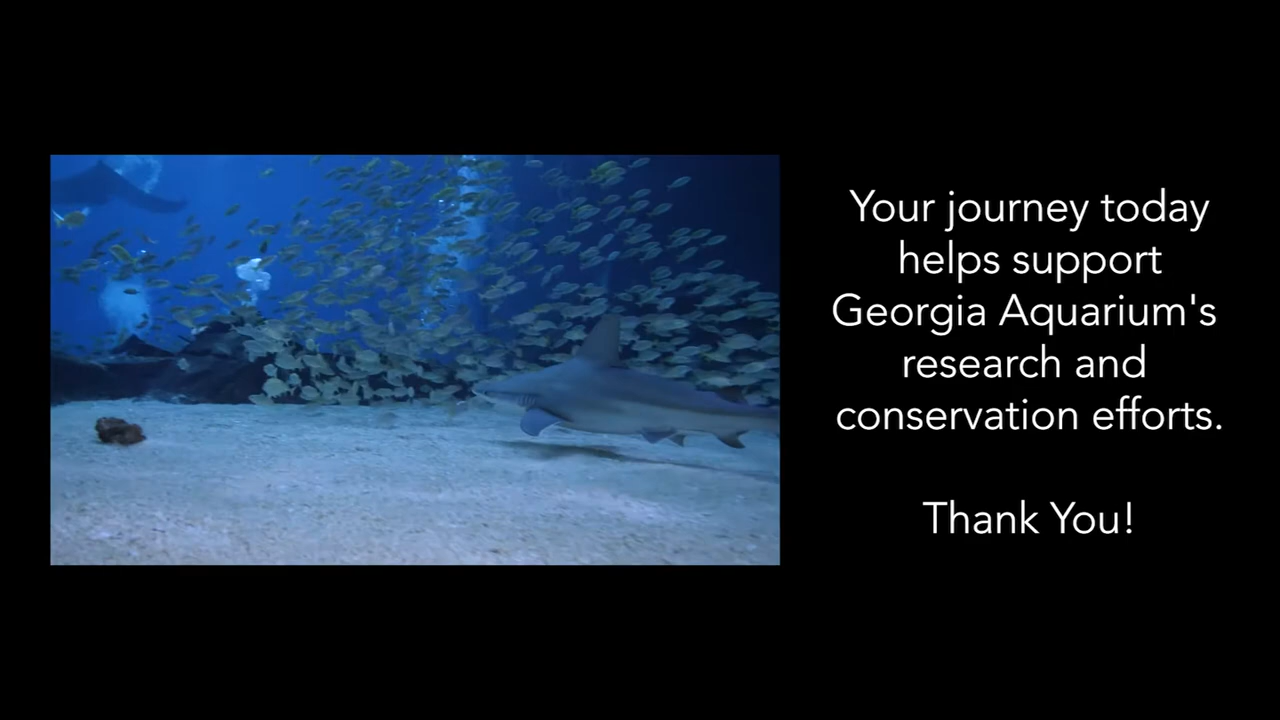 Your journey today
helps support
Georgia Aquarium's
research and
conservation efforts.
Thank You!